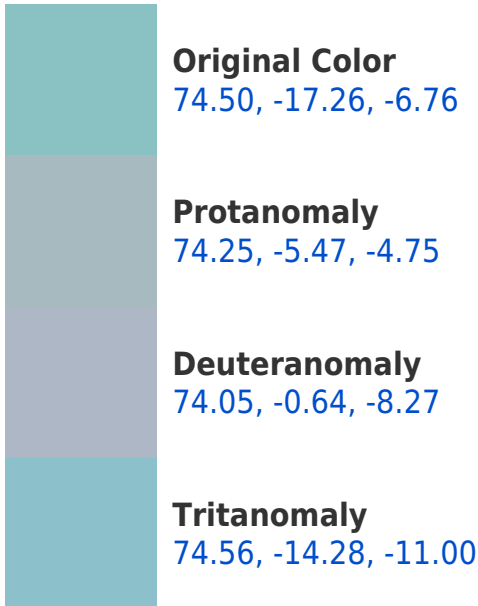 Original Color
74.50, -17.26, -6.76
Protanomaly
74.25, -5.47, -4.75
Deuteranomaly
74.05, -0.64, -8.27
Tritanomaly
74.56, -14.28, -11.00